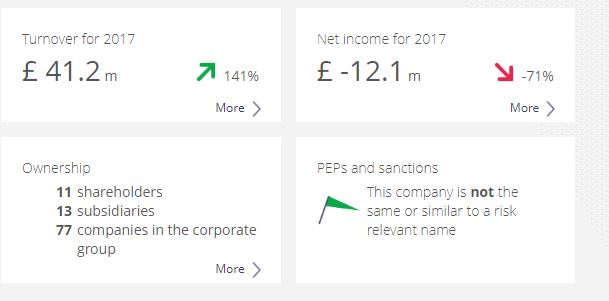 Turnover for 2017
£ 41.2 m
141%
More
Net income for 2017
£ -12.1 m
-71%
More
Ownership
11 shareholders
13 subsidiaries
77 companies in the corporate
group
More
PEPs and sanctions
This company is not the
same or similar to a risk
relevant name